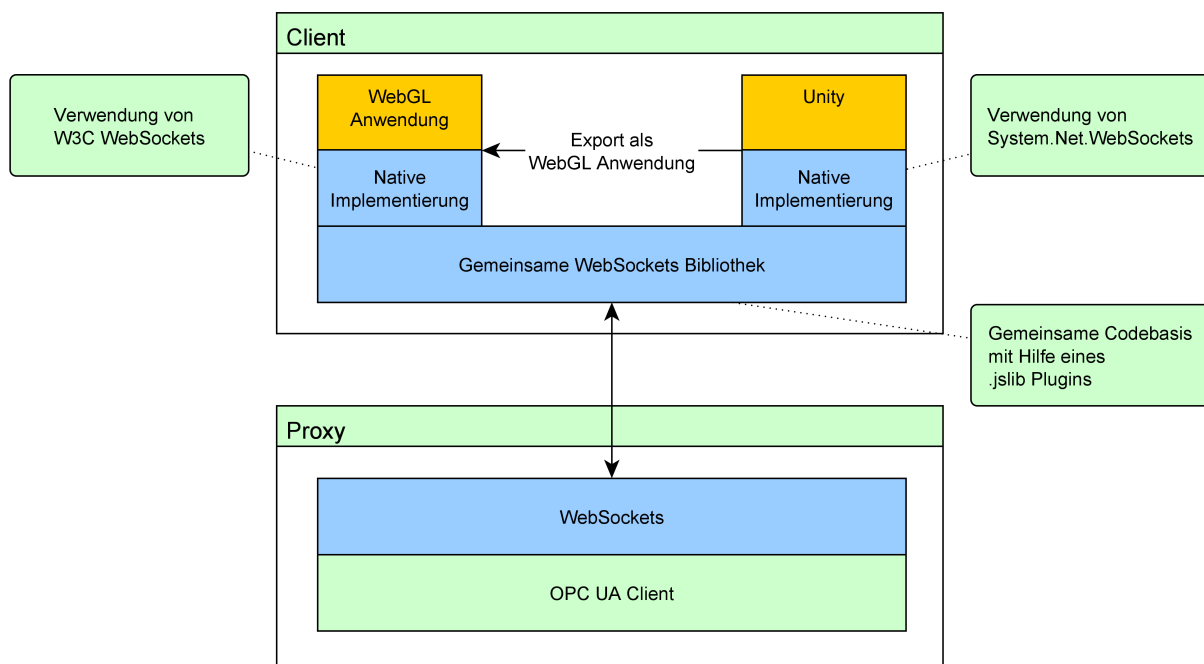 Client
Verwendung von
W3C WebSockets
WebGL
Anwendung
Unity
Verwendung von
System.Net.WebSockets
Export als
WebGL Anwendung
Native
Implementierung
Native
Implementierung
Gemeinsame WebSockets Bibliothek
Gemeinsame Codebasis
mit Hilfe eines
.jslib Plugins
Proxy
WebSockets
OPC UA Client